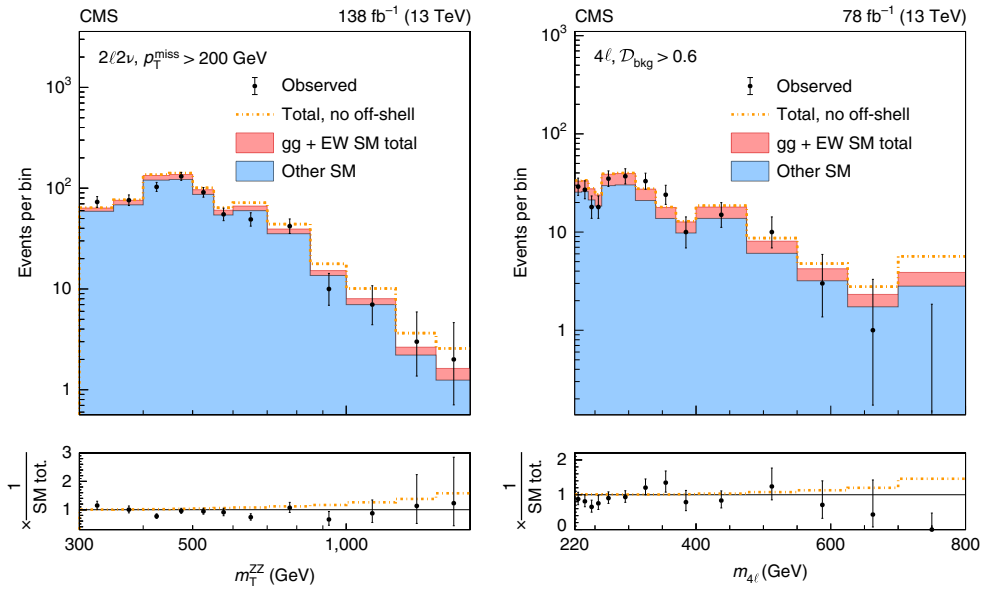 CMS 138 fb⁻¹ (13 TeV)
2ℓ2ν, p_T^miss > 200 GeV
Observed
Total, no off-shell
gg + EW SM total
Other SM
Events per bin
10³
10²
10
1
× 1/SM tot.
3
2
1
300 500 1,000
m_T^ZZ (GeV)
CMS 78 fb⁻¹ (13 TeV)
4ℓ, 𝒟_bkg > 0.6
Observed
Total, no off-shell
gg + EW SM total
Other SM
Events per bin
10³
10²
10
1
× 1/SM tot.
2
1
0
220 400 600 800
m_4ℓ (GeV)